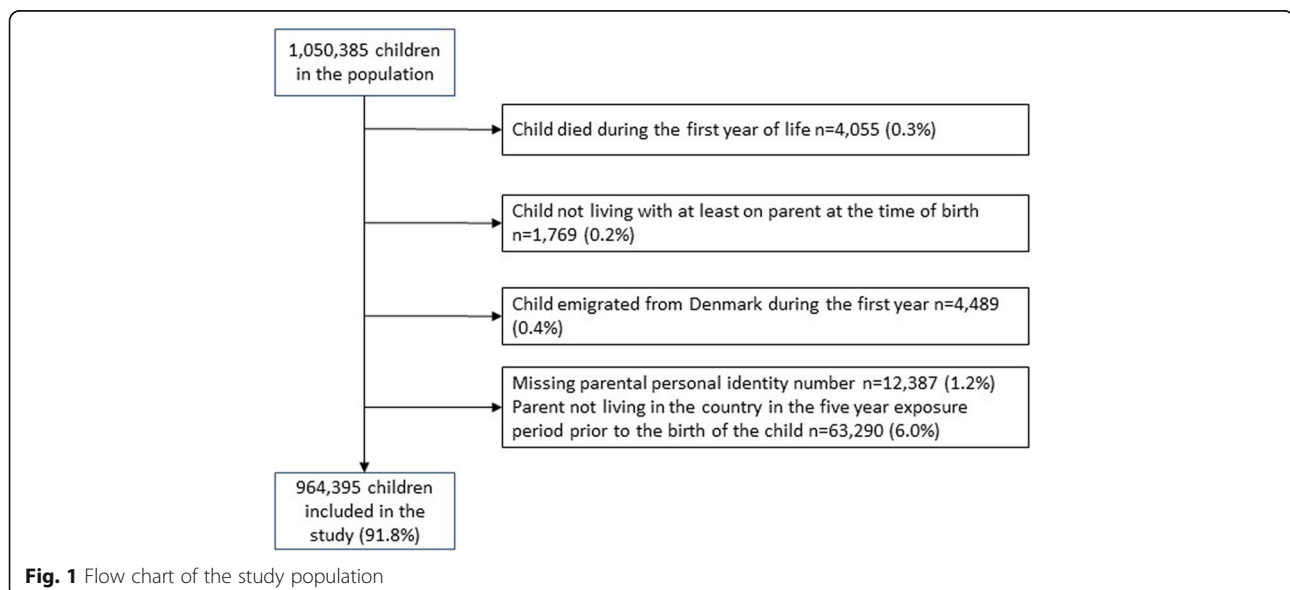 1,050,385 children
in the population
Child died during the first year of life n=4,055 (0.3%)
Child not living with at least on parent at the time of birth
n=1,769 (0.2%)
Child emigrated from Denmark during the first year n=4,489
(0.4%)
Missing parental personal identity number n=12,387 (1.2%)
Parent not living in the country in the five year exposure
period prior to the birth of the child n=63,290 (6.0%)
964,395 children
included in the
study (91.8%)
Fig. 1 Flow chart of the study population